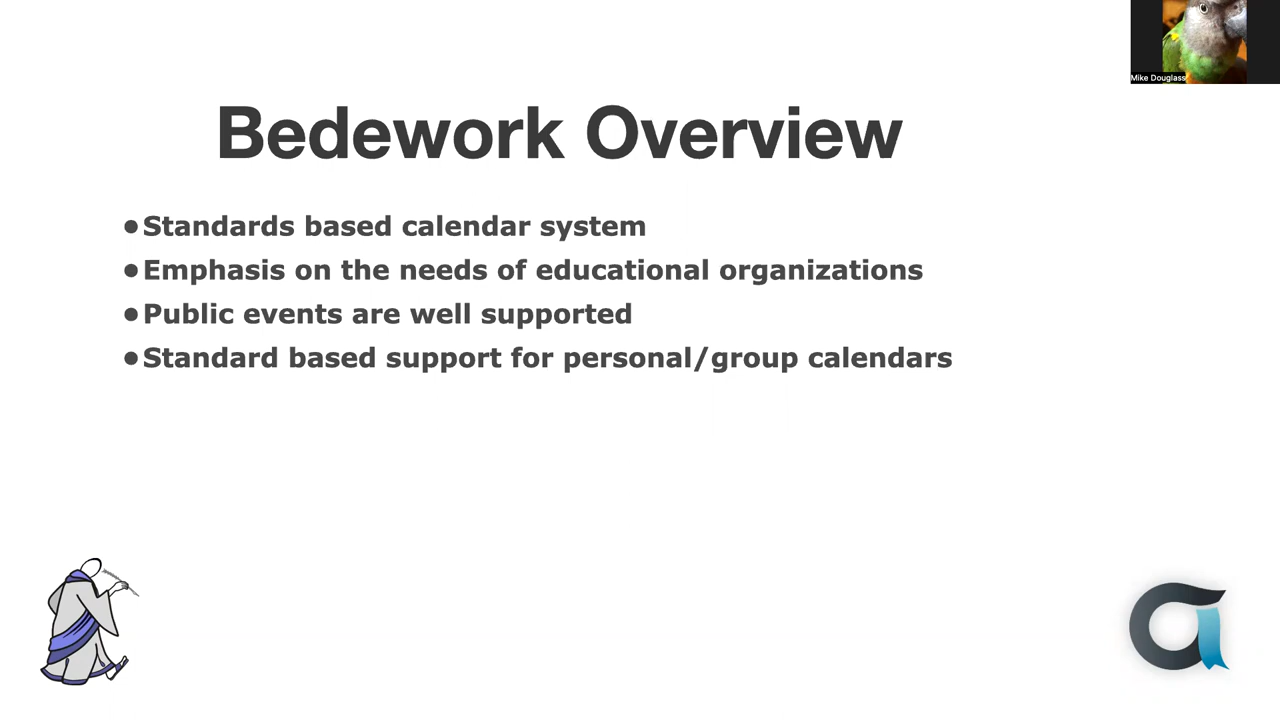 Mike Douglass
Bedework Overview
•Standards based calendar system
•Emphasis on the needs of educational organizations
•Public events are well supported
•Standard based support for personal/group calendars